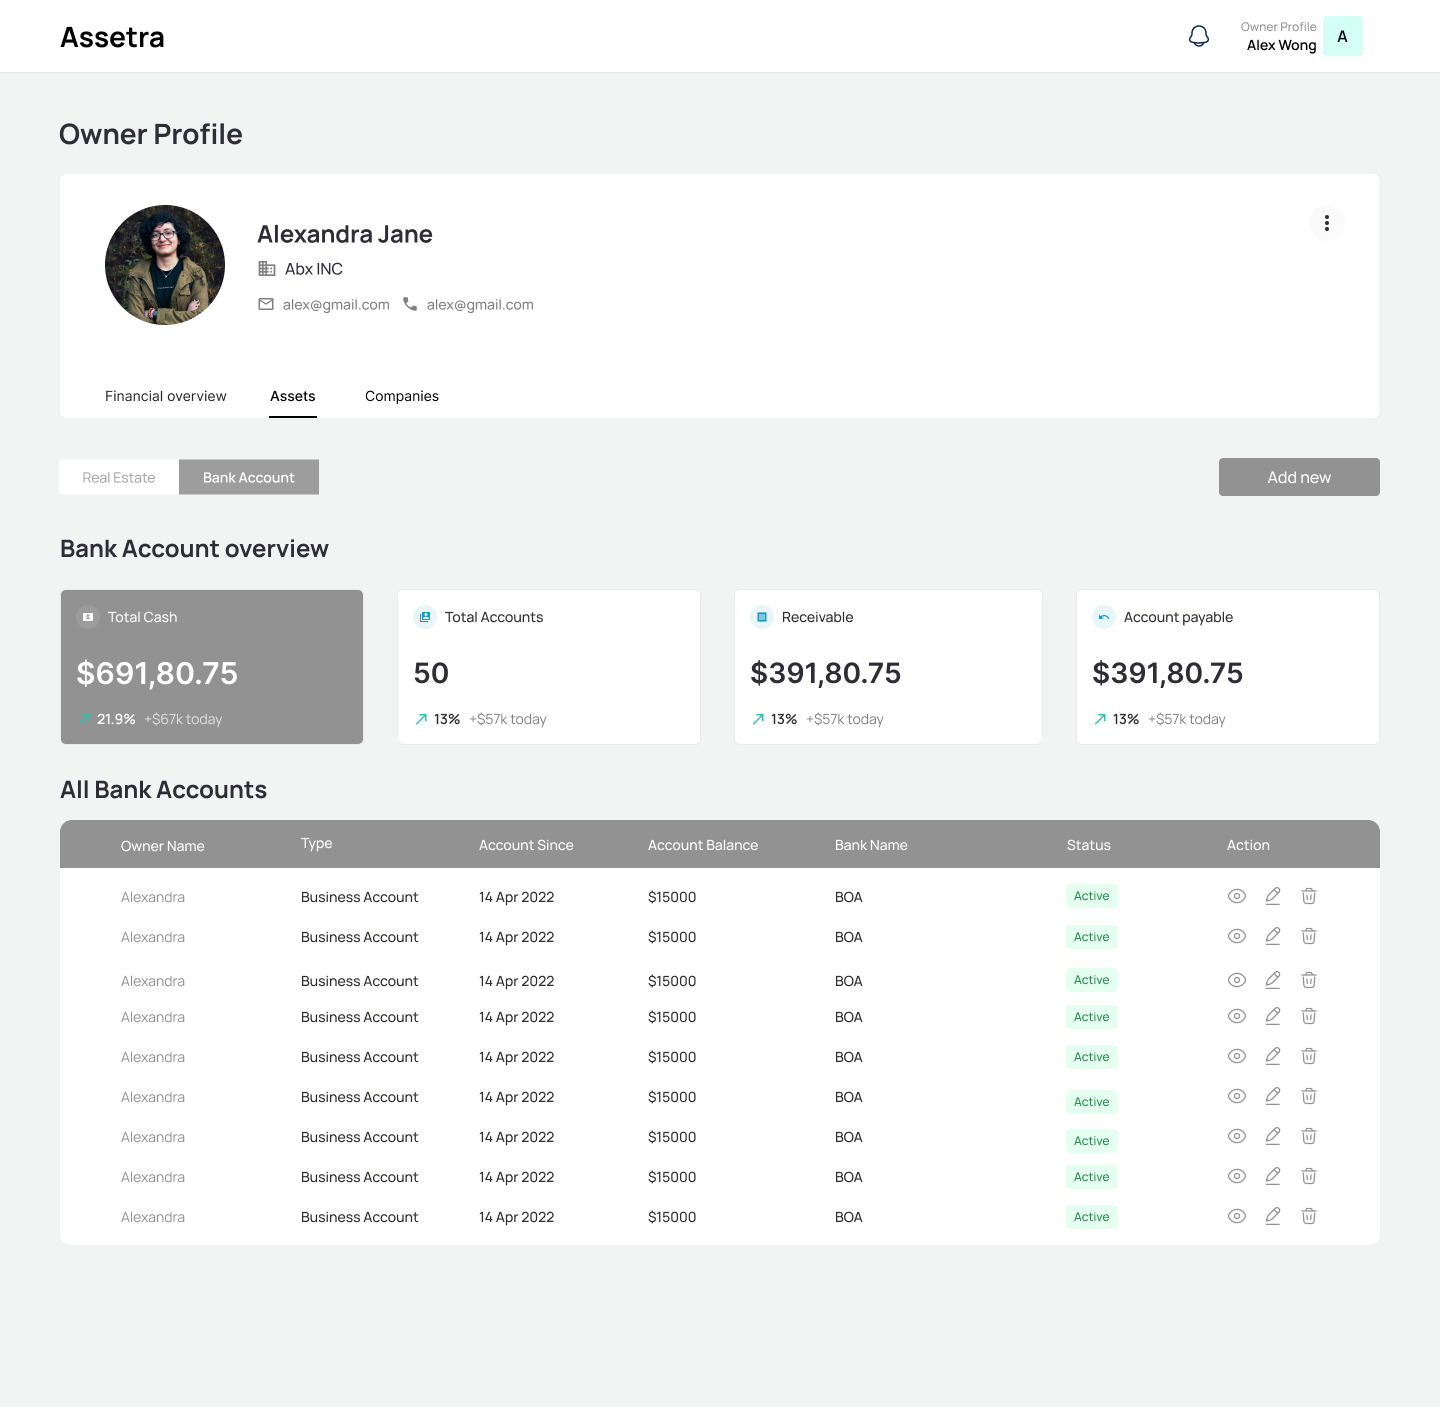 Assetra
Owner Profile
Alex Wong
A
Owner Profile
Alexandra Jane
Abx INC
alex@gmail.com alex@gmail.com
Financial overview Assets Companies
Real Estate Bank Account Add new
Bank Account overview
Total Cash Total Accounts Receivable Account payable
$691,80.75 50 $391,80.75 $391,80.75
21.9% +$67k today 13% +$57k today 13% +$57k today 13% +$57k today
All Bank Accounts
Owner Name Type Account Since Account Balance Bank Name Status Action
Alexandra Business Account 14 Apr 2022 $15000 BOA Active
Alexandra Business Account 14 Apr 2022 $15000 BOA Active
Alexandra Business Account 14 Apr 2022 $15000 BOA Active
Alexandra Business Account 14 Apr 2022 $15000 BOA Active
Alexandra Business Account 14 Apr 2022 $15000 BOA Active
Alexandra Business Account 14 Apr 2022 $15000 BOA Active
Alexandra Business Account 14 Apr 2022 $15000 BOA Active
Alexandra Business Account 14 Apr 2022 $15000 BOA Active
Alexandra Business Account 14 Apr 2022 $15000 BOA Active